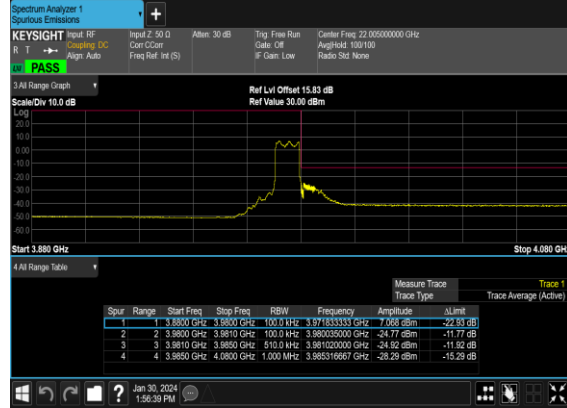 Spectrum Analyzer 1
Spurious Emissions
+
KEYSIGHT Input: RF Input Z: 50 Ω Atten: 30 dB Trig: Free Run Center Freq: 22.005000000 GHz
R T Coupling: DC Corr CCorr Gate: Off Avg|Hold: 100/100
Align: Auto Freq Ref: Int (S) IF Gain: Low Radio Std: None
PASS
3 All Range Graph
Ref Lvl Offset 15.83 dB
Scale/Div 10.0 dB Ref Value 30.00 dBm
Log
20.0
10.0
0.00
-10.0
-20.0
-30.0
-40.0
-50.0
-60.0
Start 3.880 GHz Stop 4.080 GHz
4 All Range Table
Measure Trace Trace 1
Trace Type Trace Average (Active)
Spur Range Start Freq Stop Freq RBW Frequency Amplitude ΔLimit
1 1 3.8800 GHz 3.9800 GHz 100.0 kHz 3.971833333 GHz 7.068 dBm -22.93 dB
2 2 3.9800 GHz 3.9810 GHz 100.0 kHz 3.980035000 GHz -24.77 dBm -11.77 dB
3 3 3.9810 GHz 3.9850 GHz 510.0 kHz 3.981020000 GHz -24.92 dBm -11.92 dB
4 4 3.9850 GHz 4.0800 GHz 1.000 MHz 3.985316667 GHz -28.29 dBm -15.29 dB
? Jan 30, 2024
1:56:39 PM